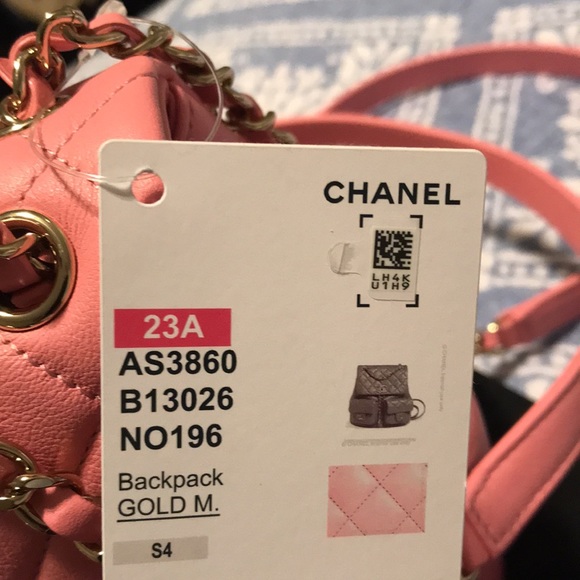 CHANEL
LH4K
U1H9
23A
AS3860
B13026
NO196
Backpack
GOLD M.
S4